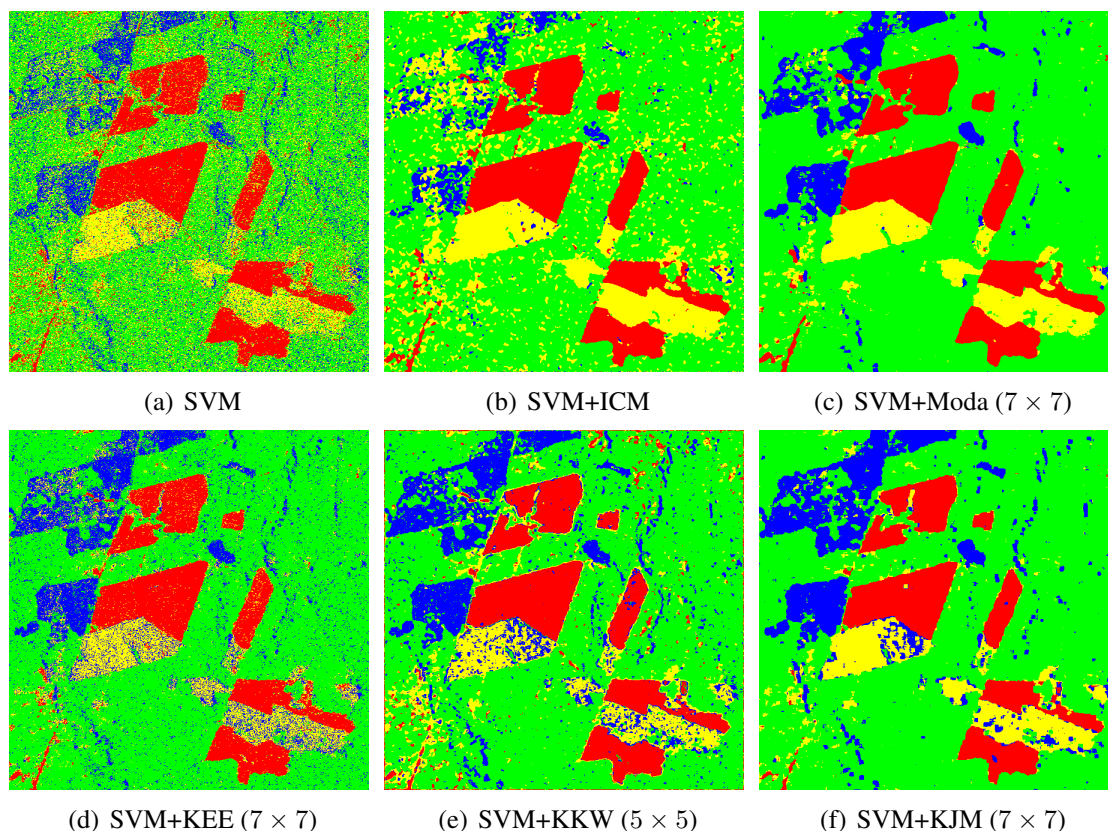 (a) SVM
(b) SVM+ICM
(c) SVM+Moda (7 × 7)
(d) SVM+KEE (7 × 7)
(e) SVM+KKW (5 × 5)
(f) SVM+KJM (7 × 7)